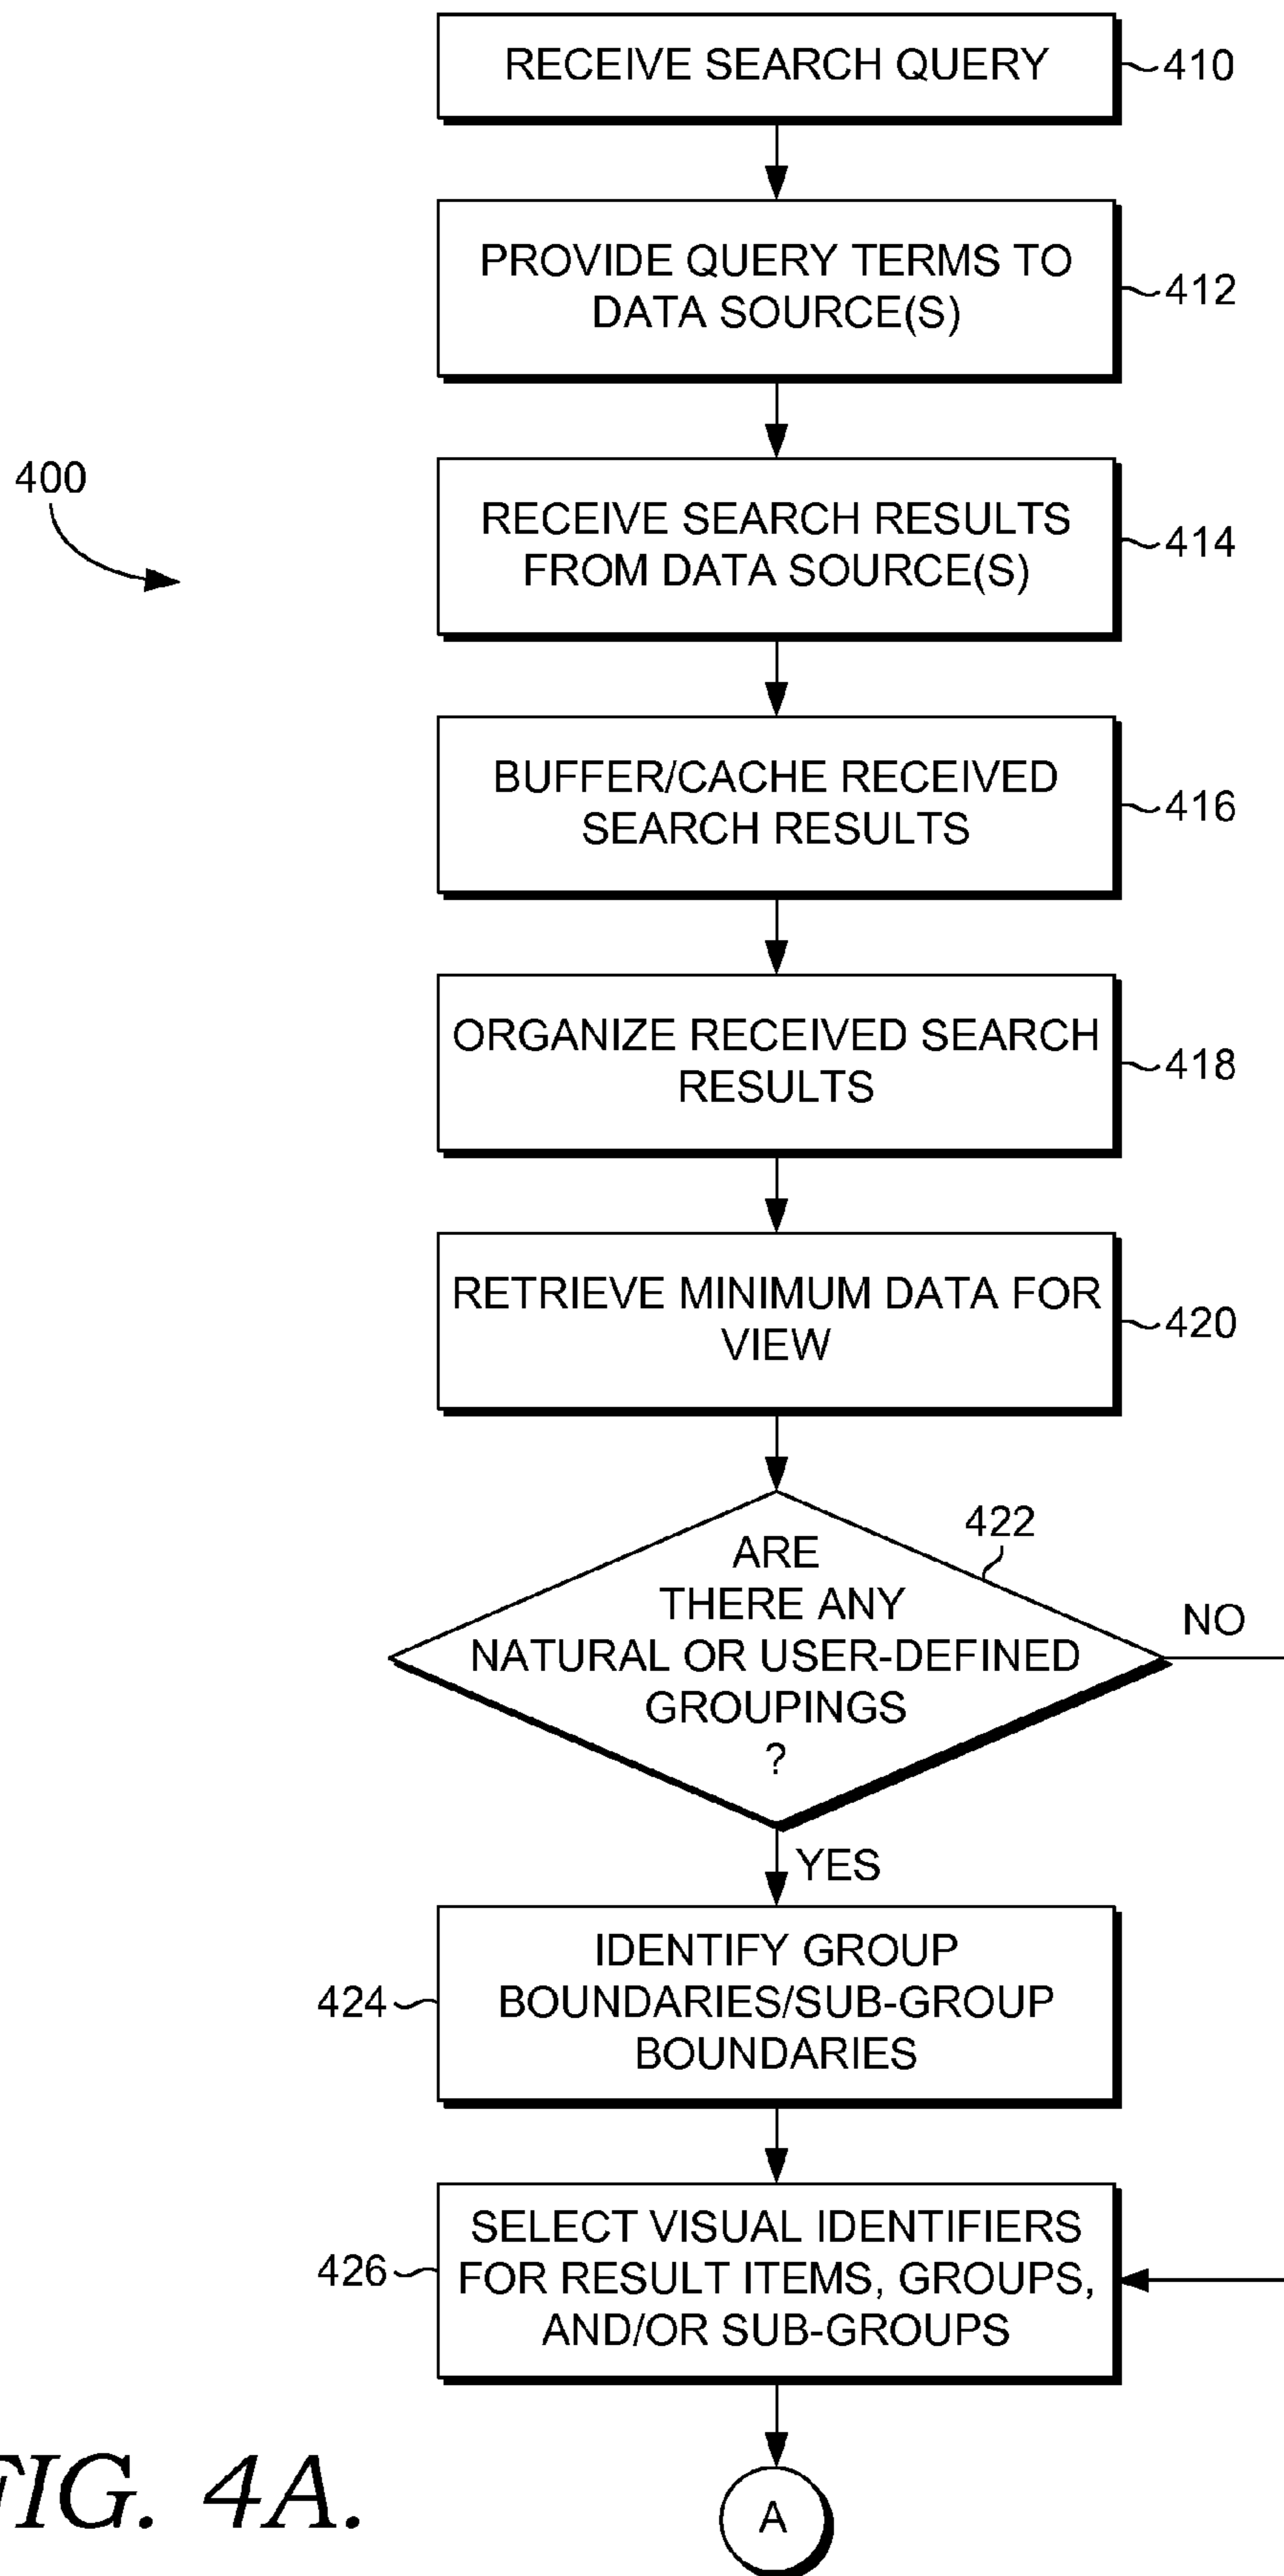 RECEIVE SEARCH QUERY
410
PROVIDE QUERY TERMS TO
DATA SOURCE(S)
412
400
RECEIVE SEARCH RESULTS
FROM DATA SOURCE(S)
414
BUFFER/CACHE RECEIVED
SEARCH RESULTS
416
ORGANIZE RECEIVED SEARCH
RESULTS
418
RETRIEVE MINIMUM DATA FOR
VIEW
420
422
ARE
THERE ANY
NATURAL OR USER-DEFINED
GROUPINGS
?
NO
YES
IDENTIFY GROUP
BOUNDARIES/SUB-GROUP
BOUNDARIES
424
SELECT VISUAL IDENTIFIERS
FOR RESULT ITEMS, GROUPS,
AND/OR SUB-GROUPS
426
A
FIG. 4A.